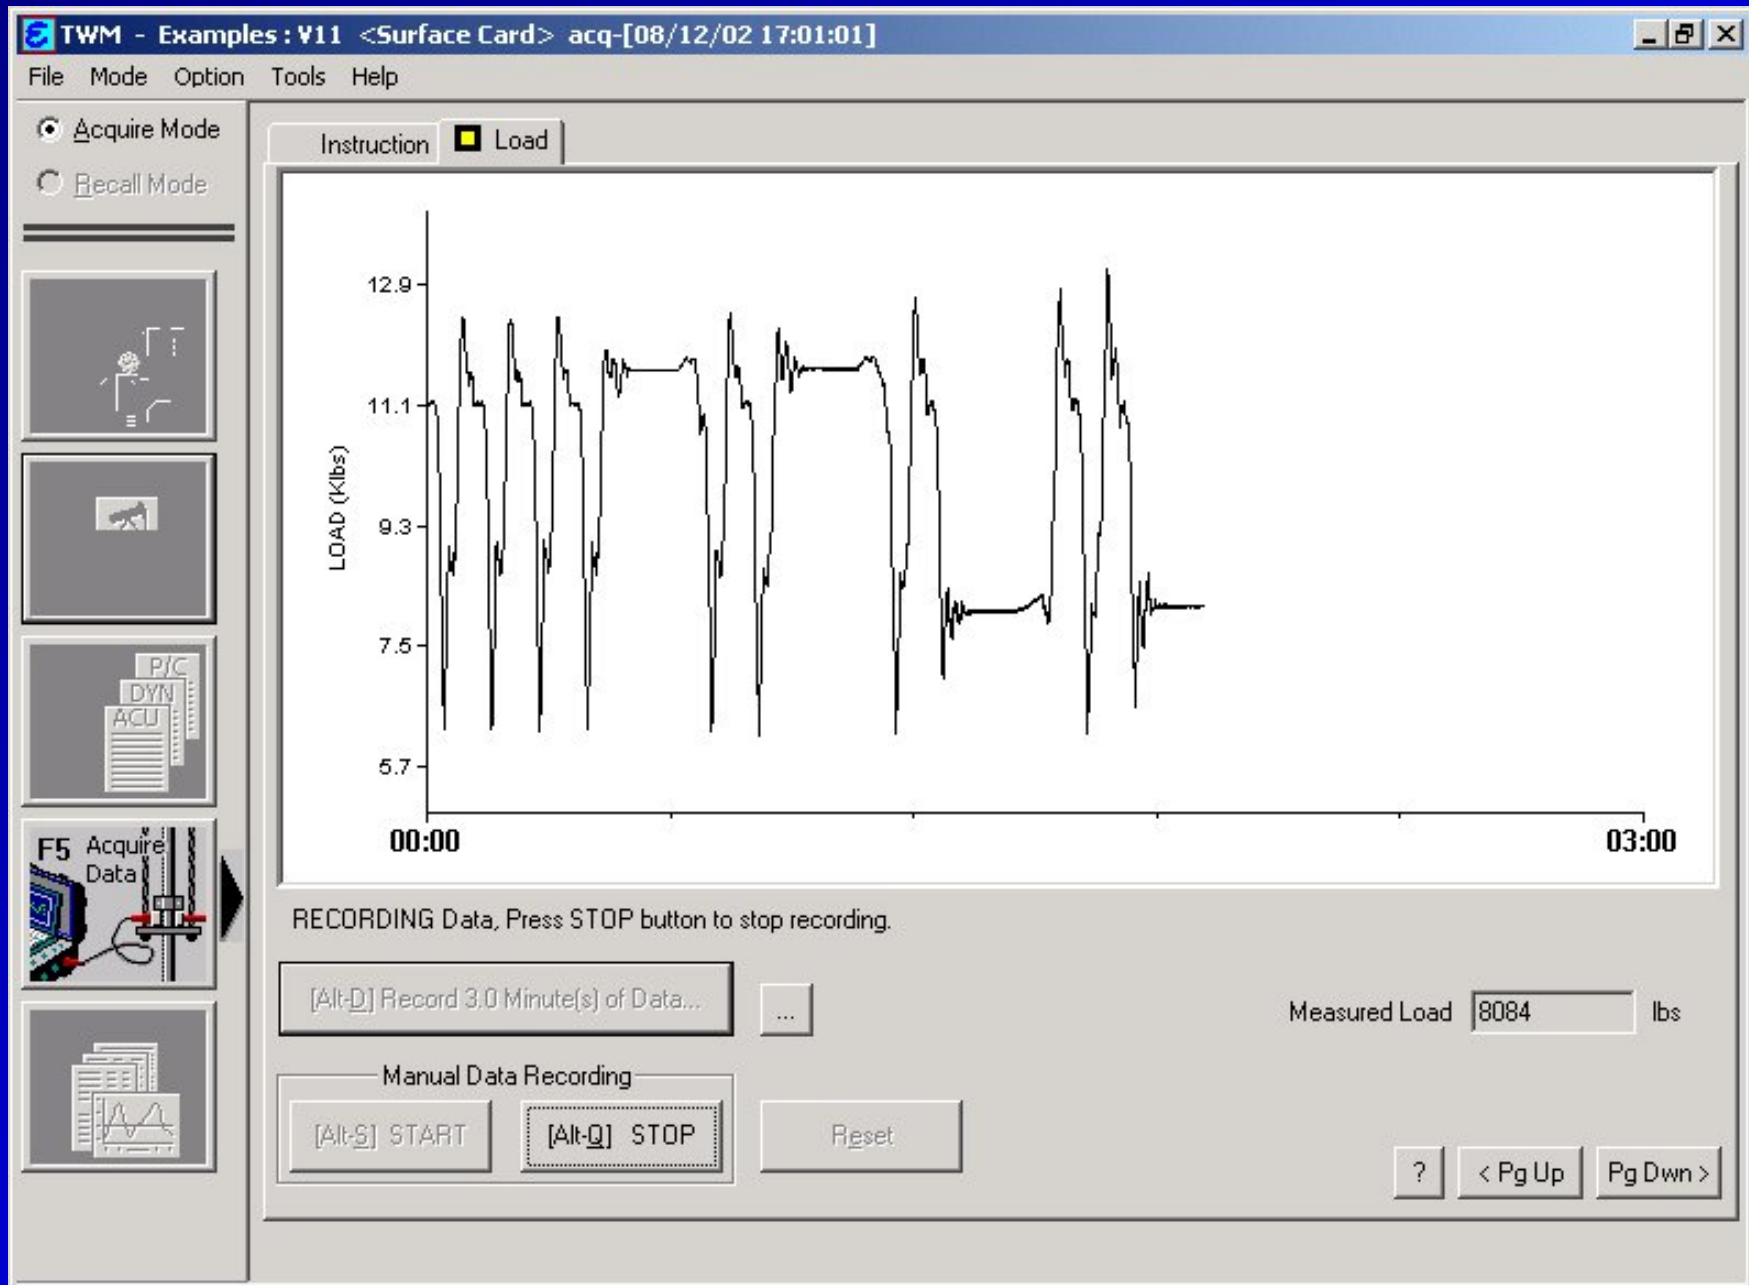 TWM - Examples : V11 <Surface Card> acq-[08/12/02 17:01:01]
File Mode Option Tools Help
Acquire Mode
Recall Mode
Instruction
Load
12.9
11.1
9.3
7.5
5.7
LOAD (Klbs)
00:00
03:00
P/C
DYN
ACU
F5 Acquire
Data
RECORDING Data, Press STOP button to stop recording.
[Alt-D] Record 3.0 Minute(s) of Data...
...
Measured Load 8084 lbs
Manual Data Recording
[Alt-S] START
[Alt-Q] STOP
Reset
?
< Pg Up
Pg Dwn >